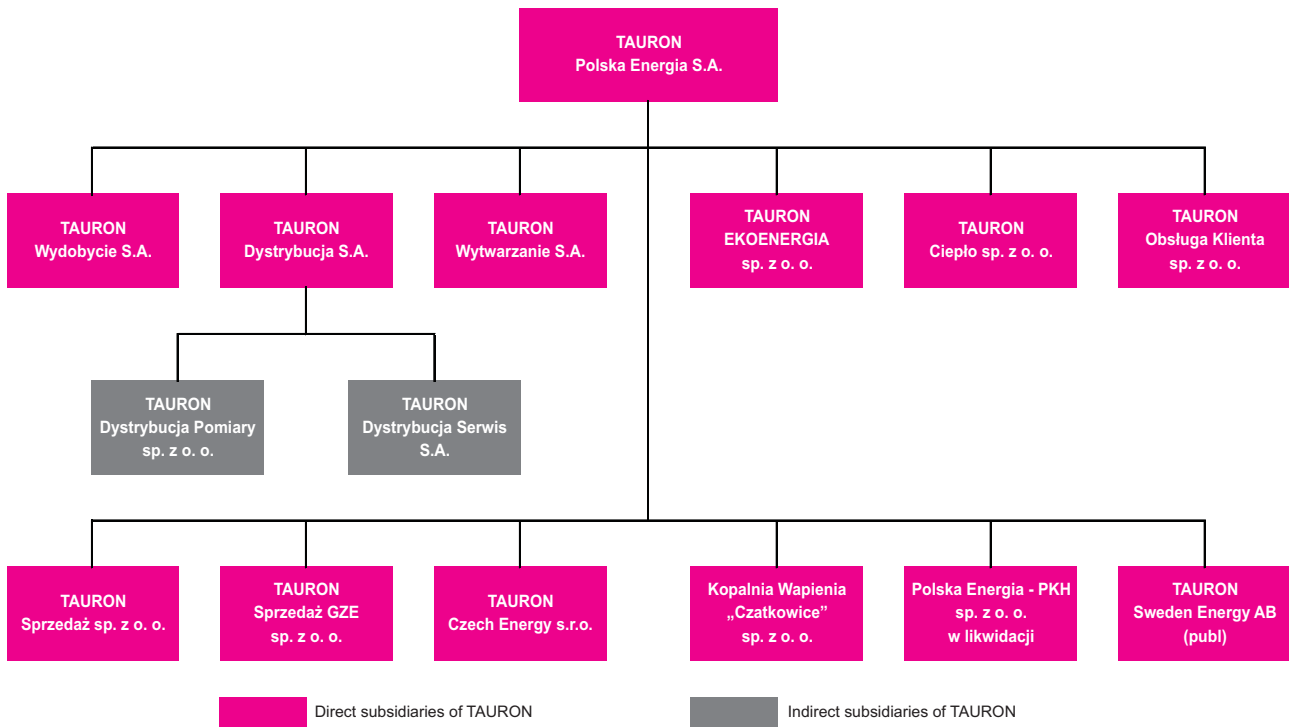 TAURON
Polska Energia S.A.
TAURON
Wydobycie S.A.
TAURON
Dystrybucja S.A.
TAURON
Wytwarzanie S.A.
TAURON
EKOENERGIA
sp. z o. o.
TAURON
Ciepło sp. z o. o.
TAURON
Obsługa Klienta
sp. z o. o.
TAURON
Dystrybucja Pomiary
sp. z o. o.
TAURON
Dystrybucja Serwis
S.A.
TAURON
Sprzedaż sp. z o. o.
TAURON
Sprzedaż GZE
sp. z o. o.
TAURON
Czech Energy s.r.o.
Kopalnia Wapienia
„Czatkowice”
sp. z o. o.
Polska Energia - PKH
sp. z o. o.
w likwidacji
TAURON
Sweden Energy AB
(publ)
Direct subsidiaries of TAURON
Indirect subsidiaries of TAURON